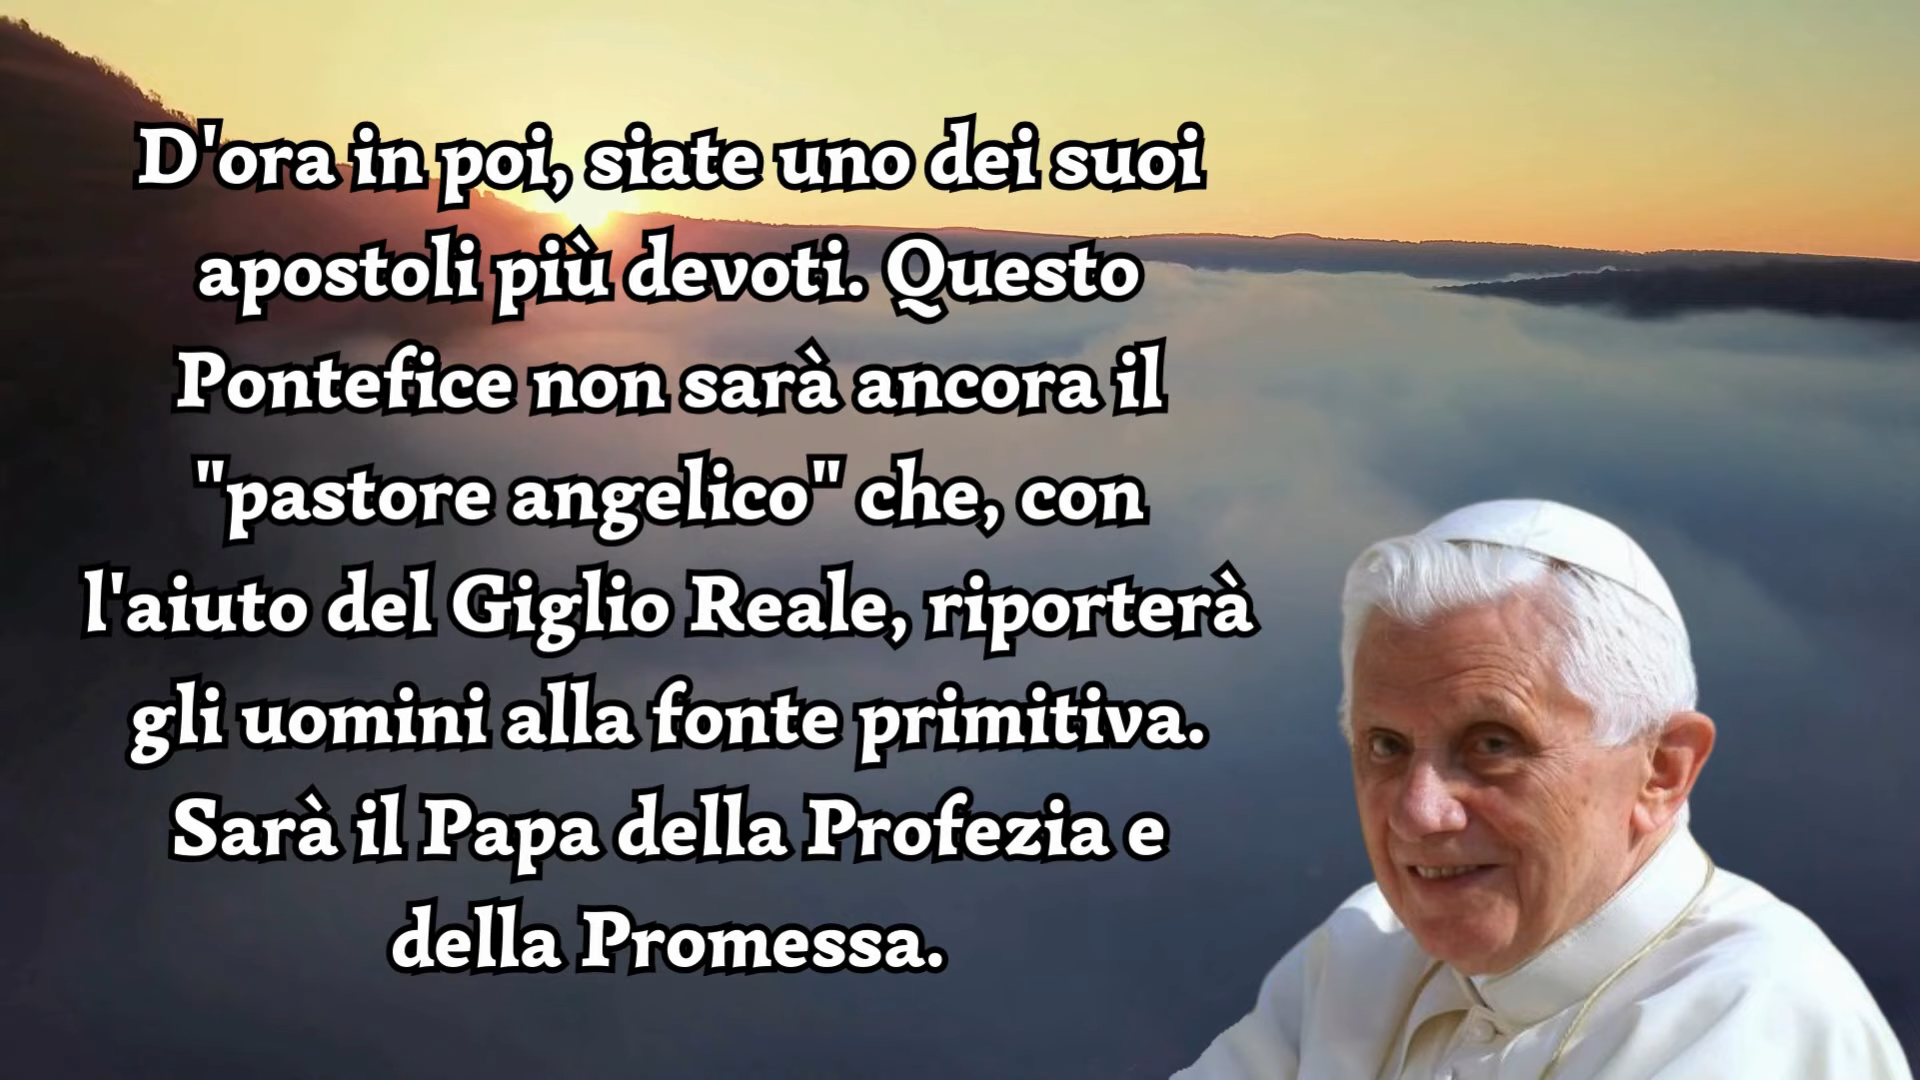 D'ora in poi, siate uno dei suoi
apostoli più devoti. Questo
Pontefice non sarà ancora il
"pastore angelico" che, con
l'aiuto del Giglio Reale, riporterà
gli uomini alla fonte primitiva.
Sarà il Papa della Profezia e
della Promessa.